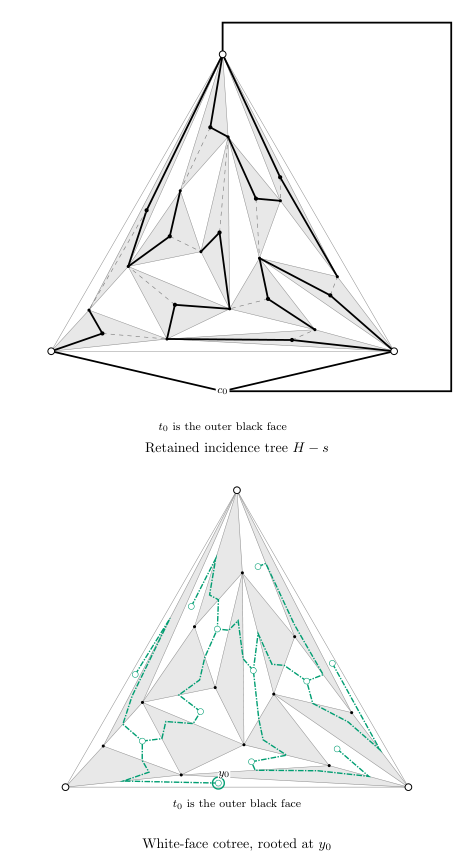 c₀
t₀ is the outer black face
Retained incidence tree H − s
y₀
t₀ is the outer black face
White-face cotree, rooted at y₀